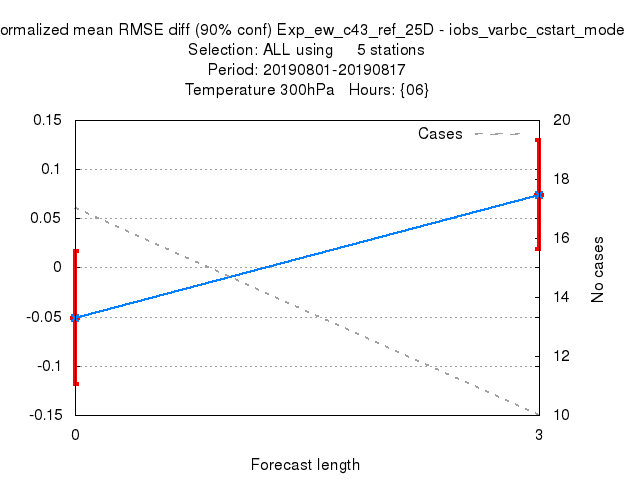 ormalized mean RMSE diff (90% conf) Exp_ew_c43_ref_25D - iobs_varbc_cstart_mode
Selection: ALL using 5 stations
Period: 20190801-20190817
Temperature 300hPa Hours: {06}
Cases
0.15
0.1
0.05
0
-0.05
-0.1
-0.15
20
18
16
14
12
10
No cases
0
3
Forecast length